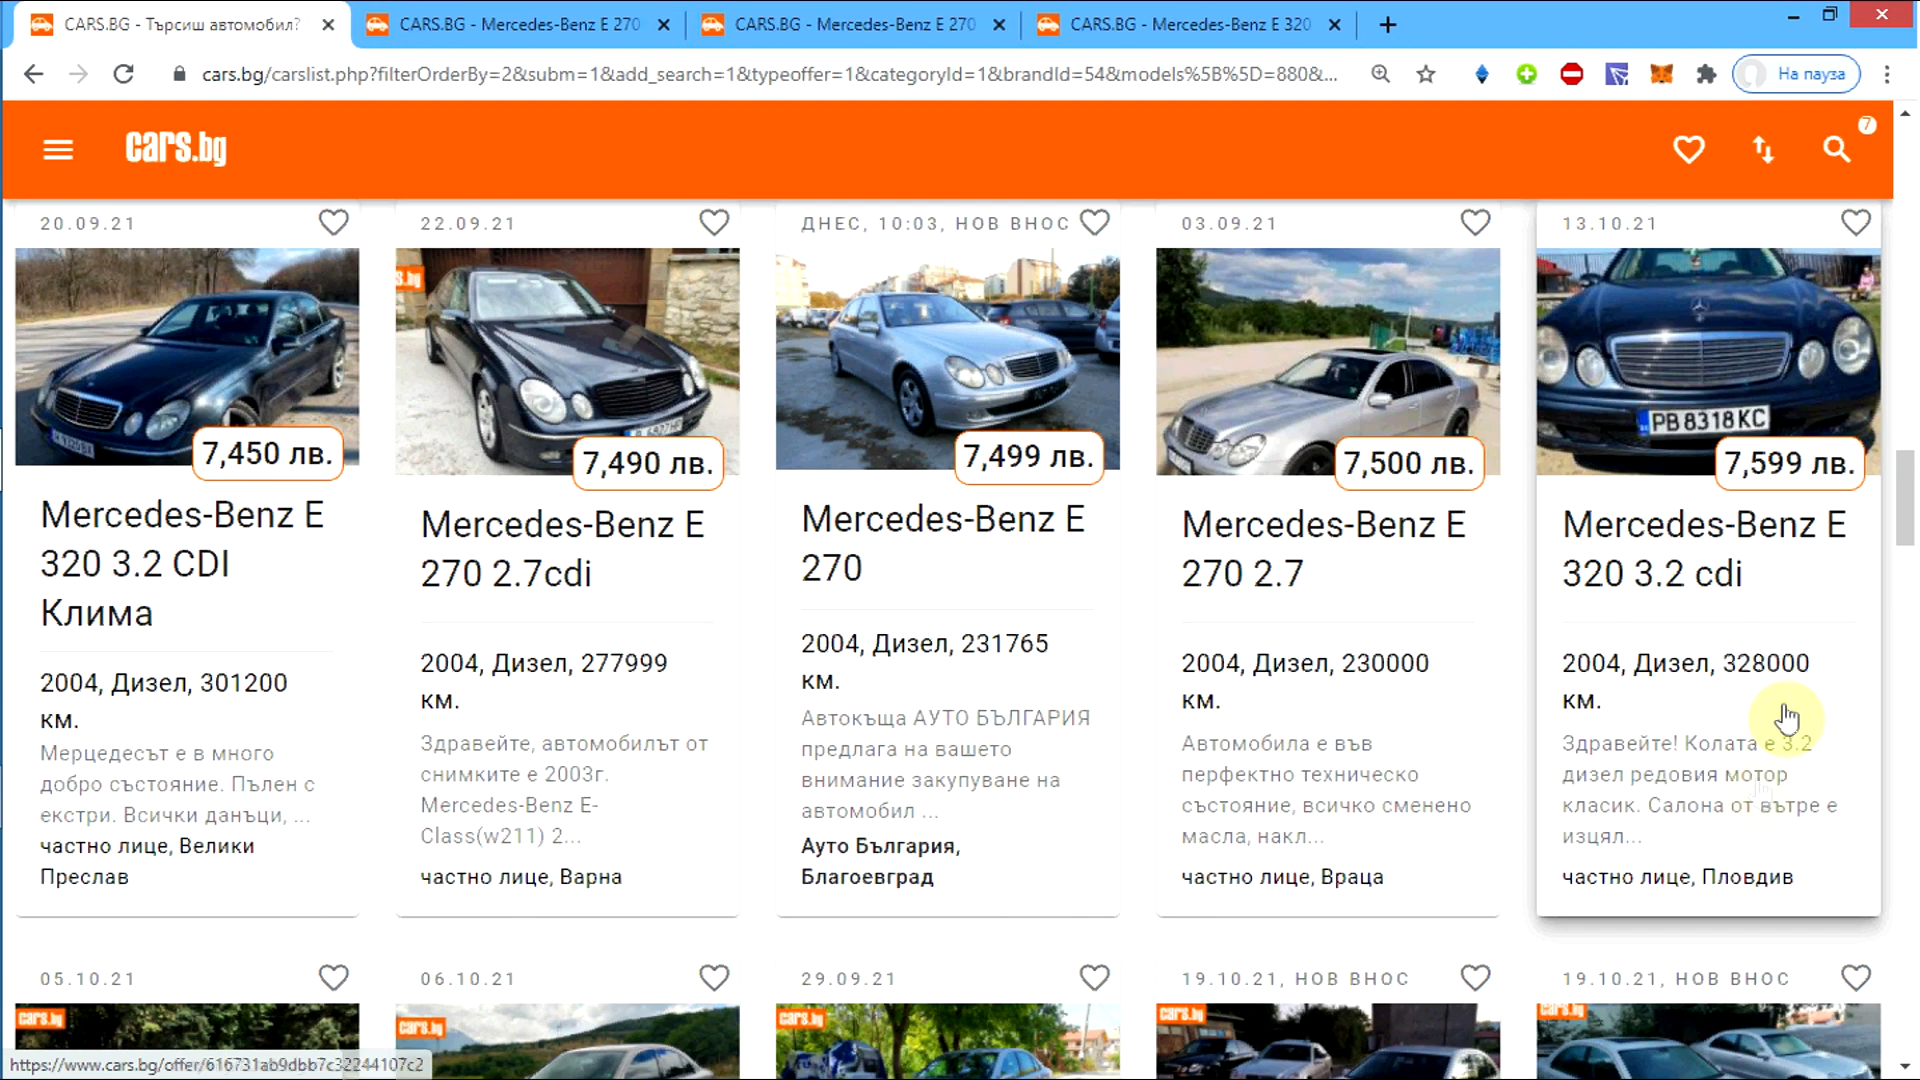 CARS.BG - Търсиш автомобил?
CARS.BG - Mercedes-Benz E 270
CARS.BG - Mercedes-Benz E 270
CARS.BG - Mercedes-Benz E 320
cars.bg/carslist.php?filterOrderBy=2&subm=1&add_search=1&typeoffer=1&categoryId=1&brandId=54&models%5B%5D=880&...
На пауза
cars.bg
7
20.09.21
7,450 лв.
Mercedes-Benz E
320 3.2 CDI
Клима
2004, Дизел, 301200
км.
Мерцедесът е в много
добро състояние. Пълен с
екстри. Всички данъци, ...
частно лице, Велики
Преслав
22.09.21
7,490 лв.
Mercedes-Benz E
270 2.7cdi
2004, Дизел, 277999
км.
Здравейте, автомобилът от
снимките е 2003г.
Mercedes-Benz E-
Class(w211) 2...
частно лице, Варна
ДНЕС, 10:03, НОВ ВНОС
7,499 лв.
Mercedes-Benz E
270
2004, Дизел, 231765
км.
Автокъща АУТО БЪЛГАРИЯ
предлага на вашето
внимание закупуване на
автомобил ...
Ауто България,
Благоевград
03.09.21
7,500 лв.
Mercedes-Benz E
270 2.7
2004, Дизел, 230000
км.
Автомобила е във
перфектно техническо
състояние, всичко сменено
масла, накл...
частно лице, Враца
13.10.21
PB 8318 KC
7,599 лв.
Mercedes-Benz E
320 3.2 cdi
2004, Дизел, 328000
км.
Здравейте! Колата е 3.2
дизел редовия мотор
класик. Салона от вътре е
изцял...
частно лице, Пловдив
05.10.21
cars.bg
06.10.21
cars.bg
29.09.21
cars.bg
19.10.21, НОВ ВНОС
cars.bg
19.10.21, НОВ ВНОС
cars.bg
https://www.cars.bg/offer/616731ab9dbb7c32244107c2